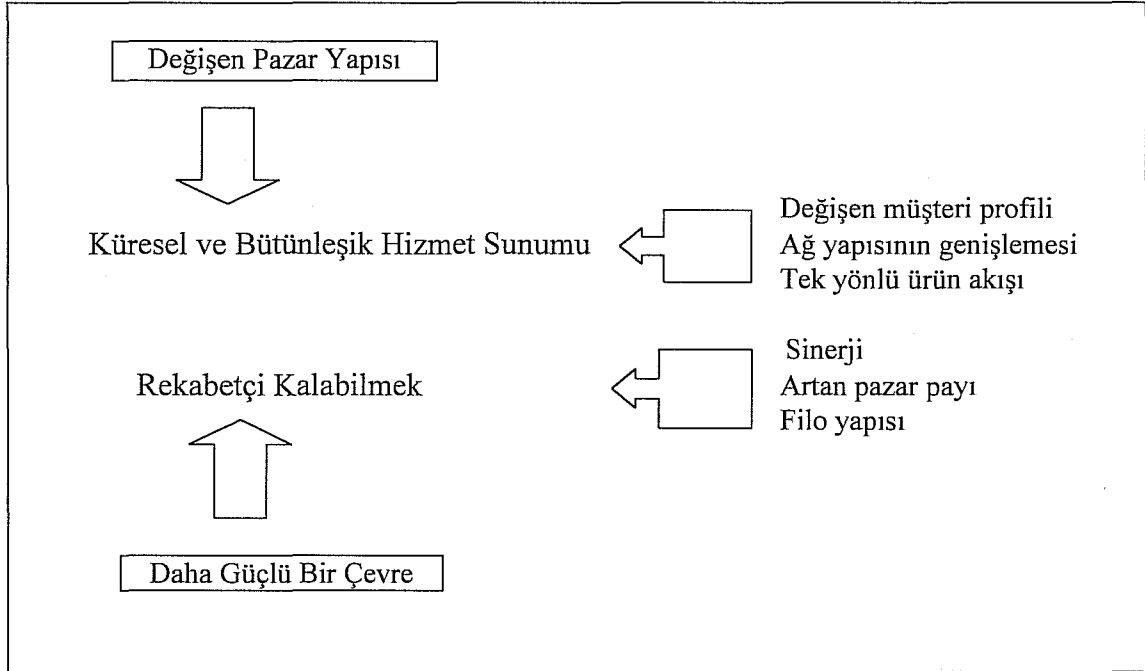 Değişen Pazar Yapısı
Küresel ve Bütünleşik Hizmet Sunumu
Değişen müşteri profili
Ağ yapısının genişlemesi
Tek yönlü ürün akışı
Rekabetçi Kalabilmek
Sinerji
Artan pazar payı
Filo yapısı
Daha Güçlü Bir Çevre